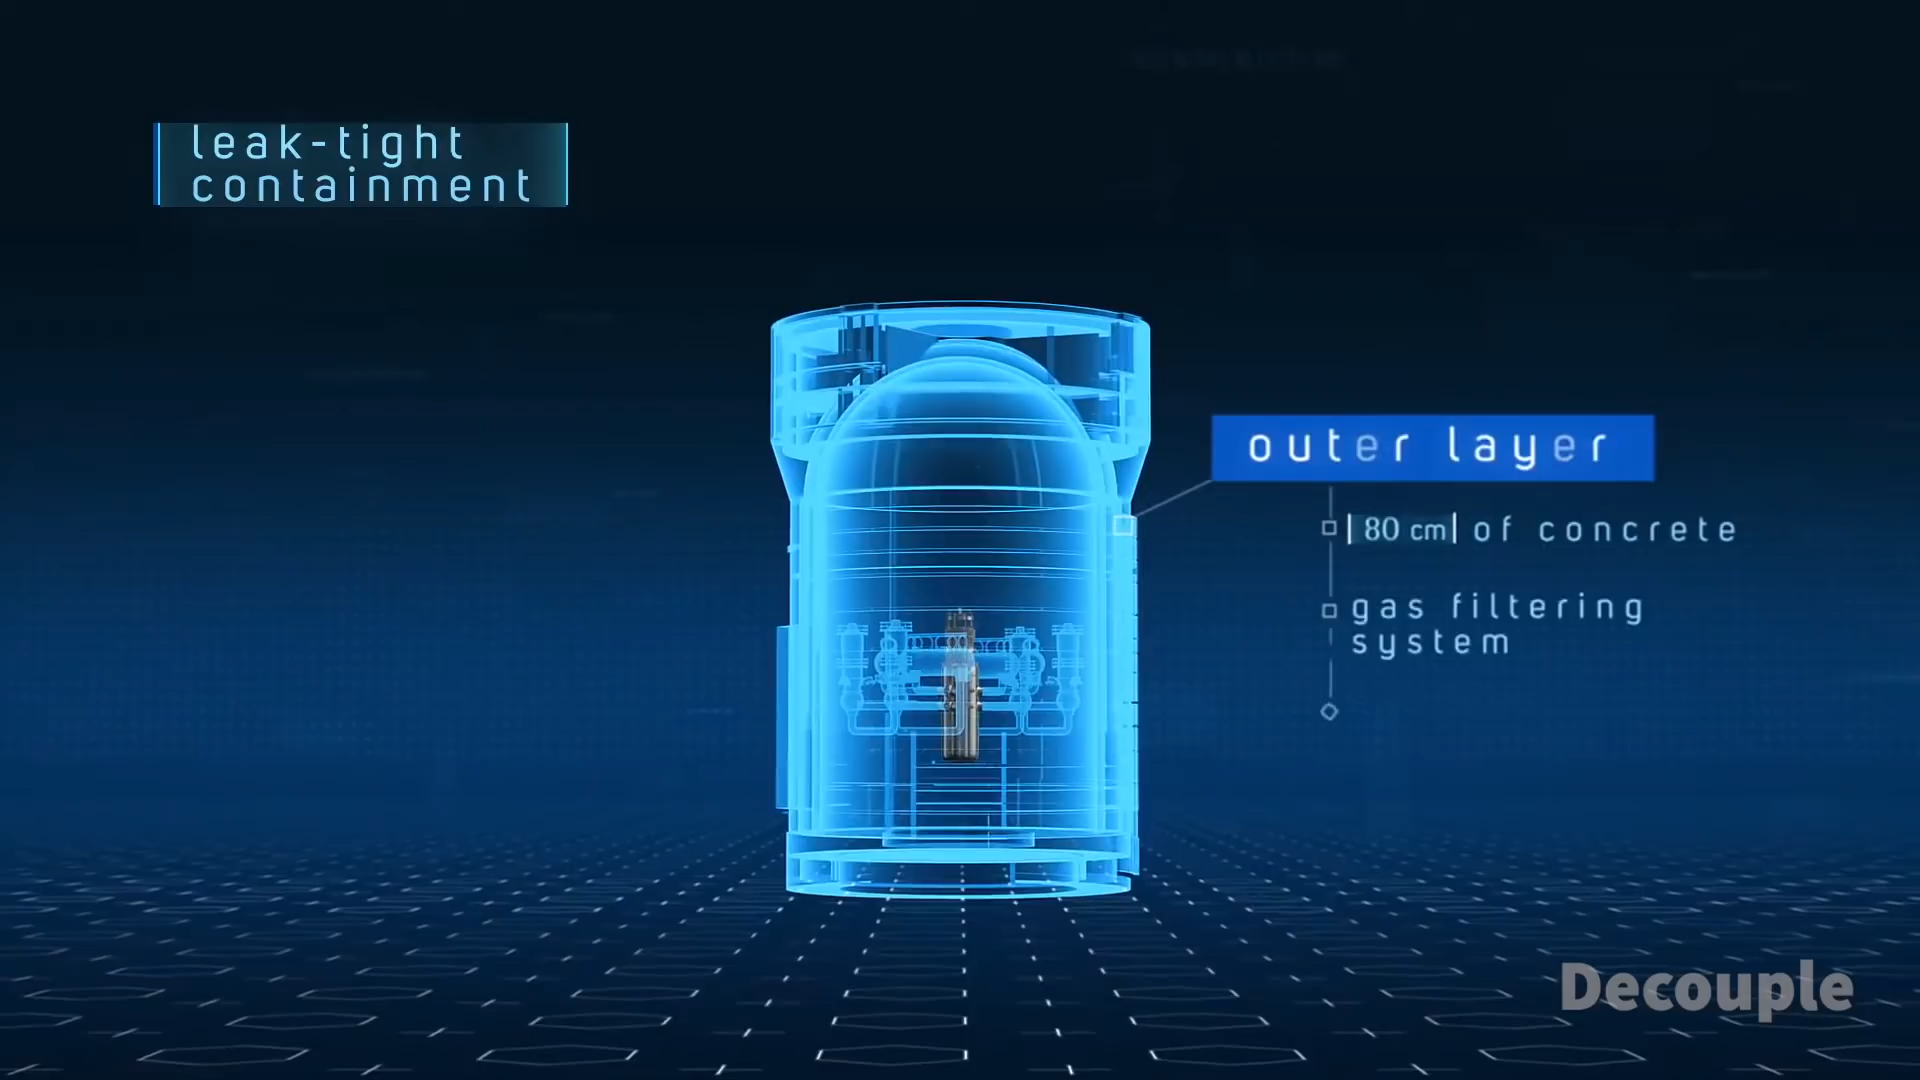 leak-tight
containment
outer layer
80 cm of concrete
gas filtering
system
Decouple